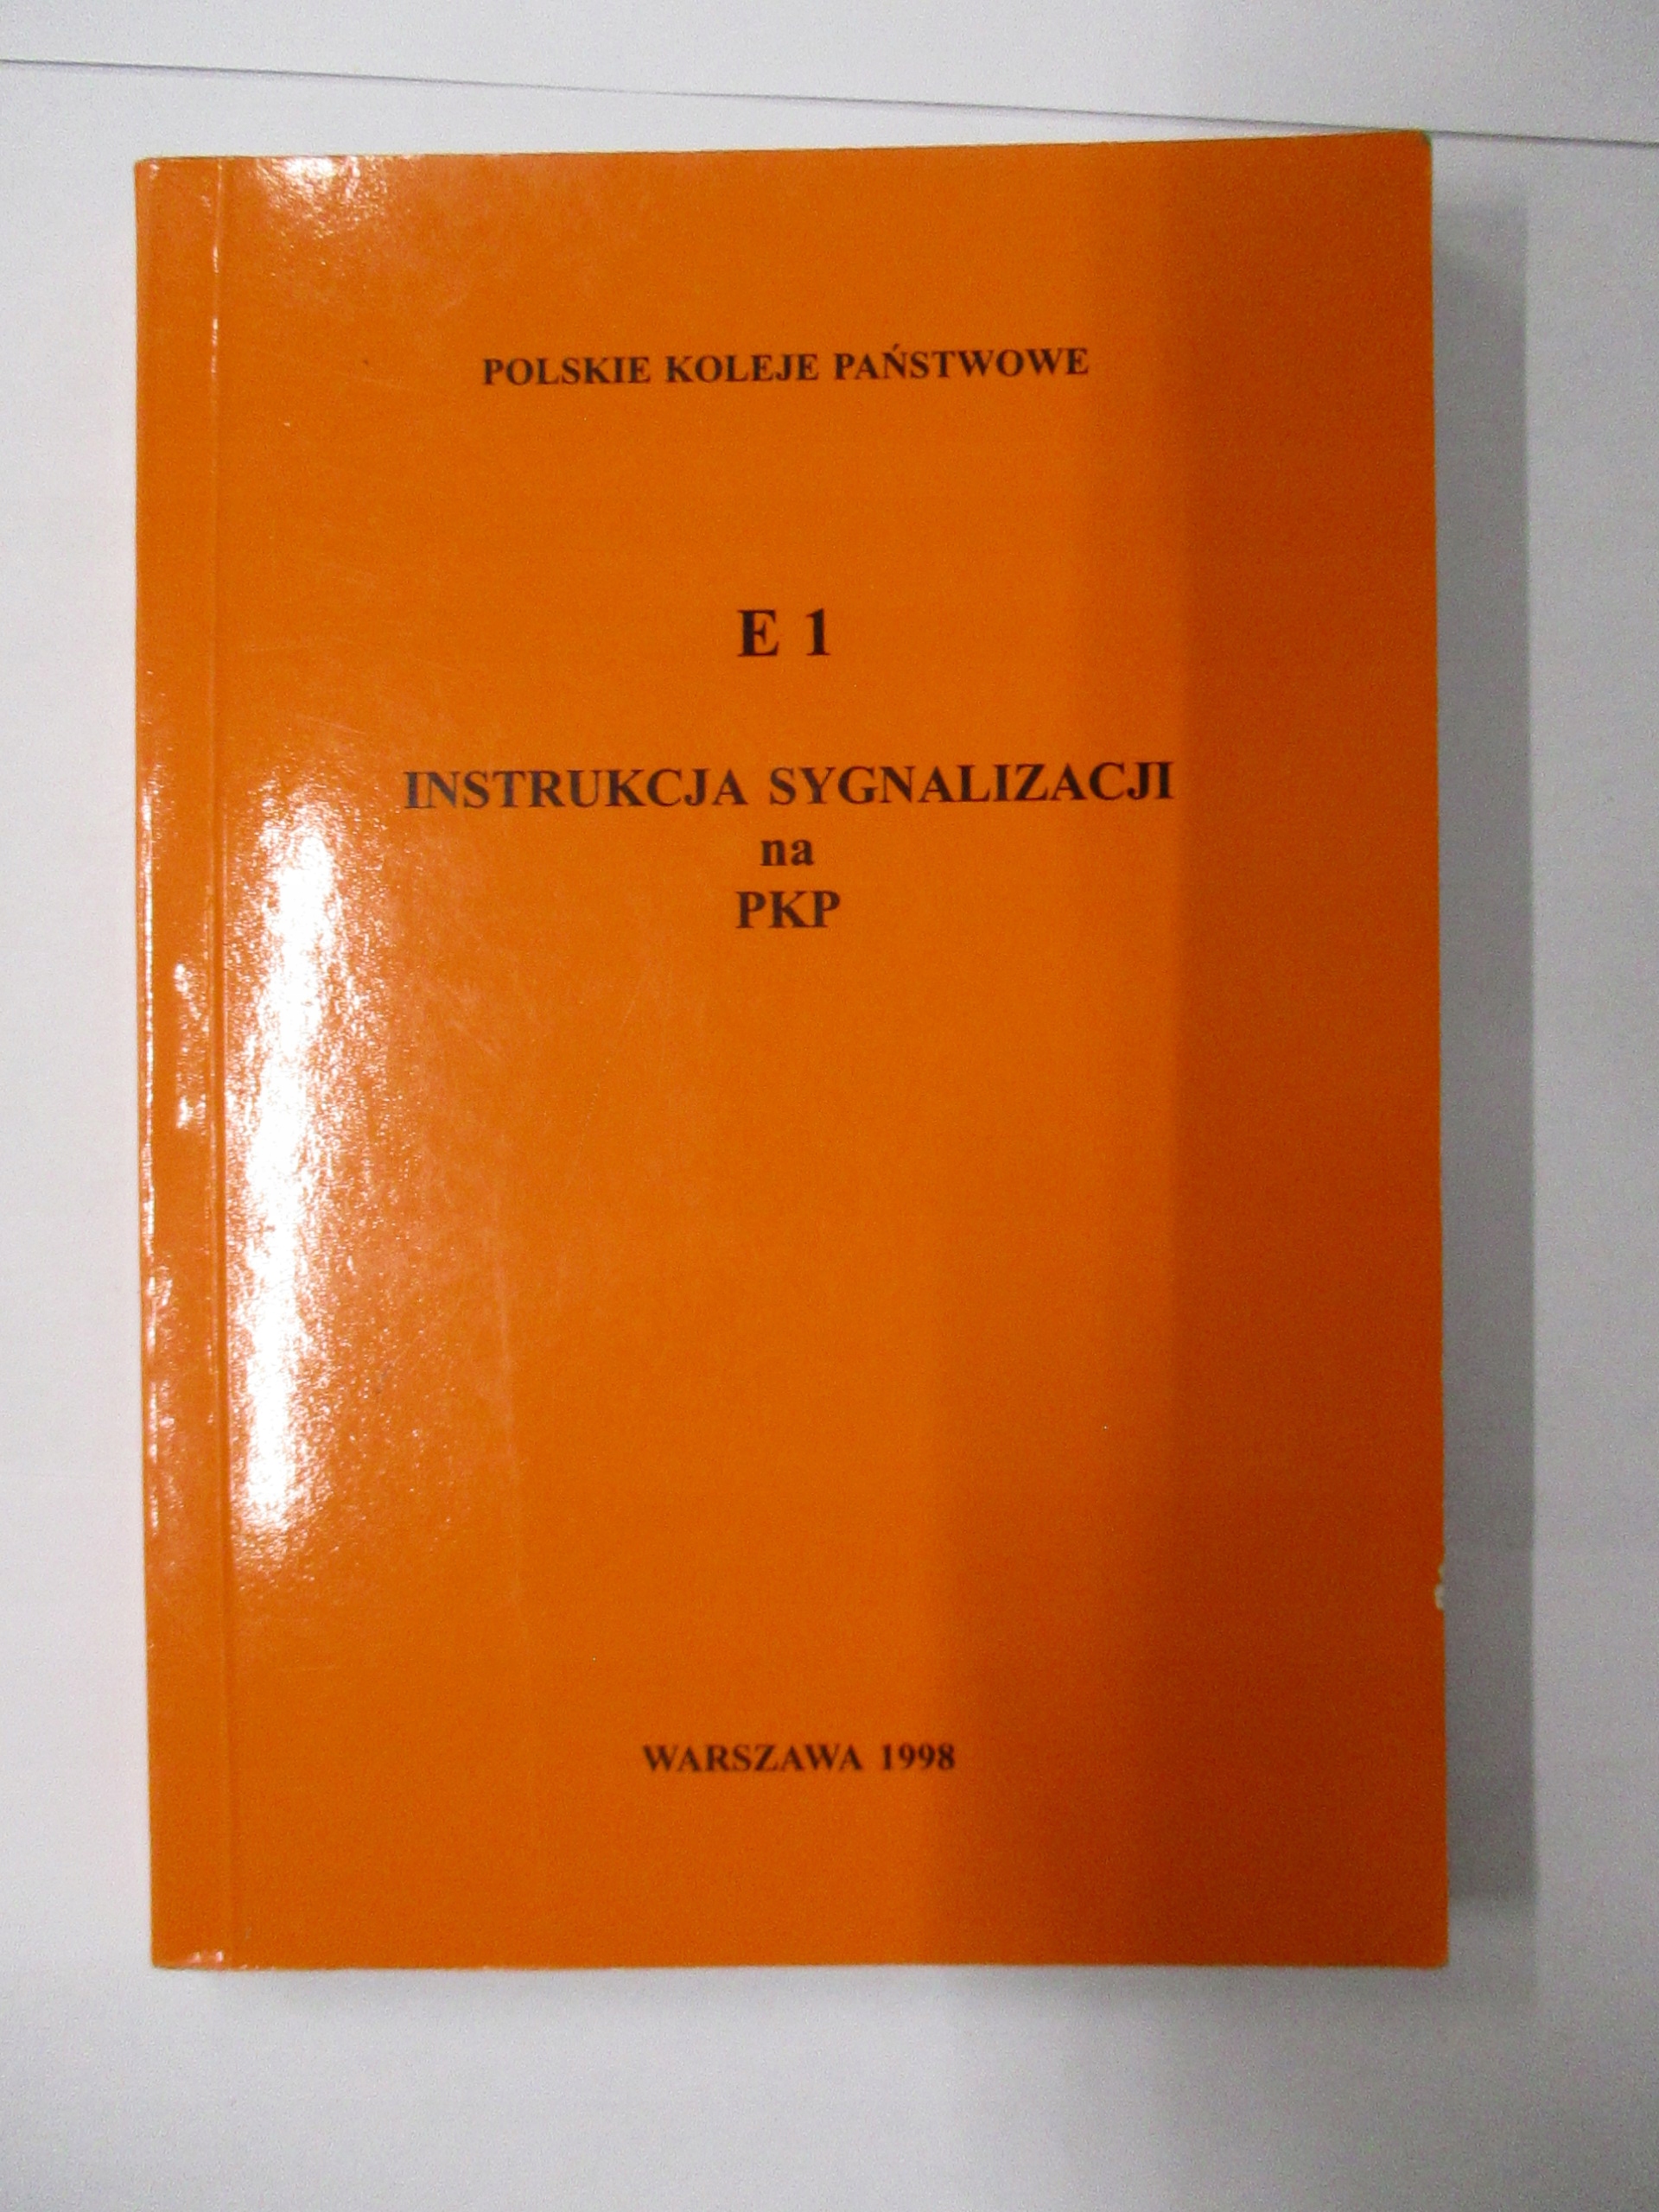 POLSKIE KOLEJE PAŃSTWOWE
E 1
INSTRUKCJA SYGNALIZACJI
na
PKP
WARSZAWA 1998